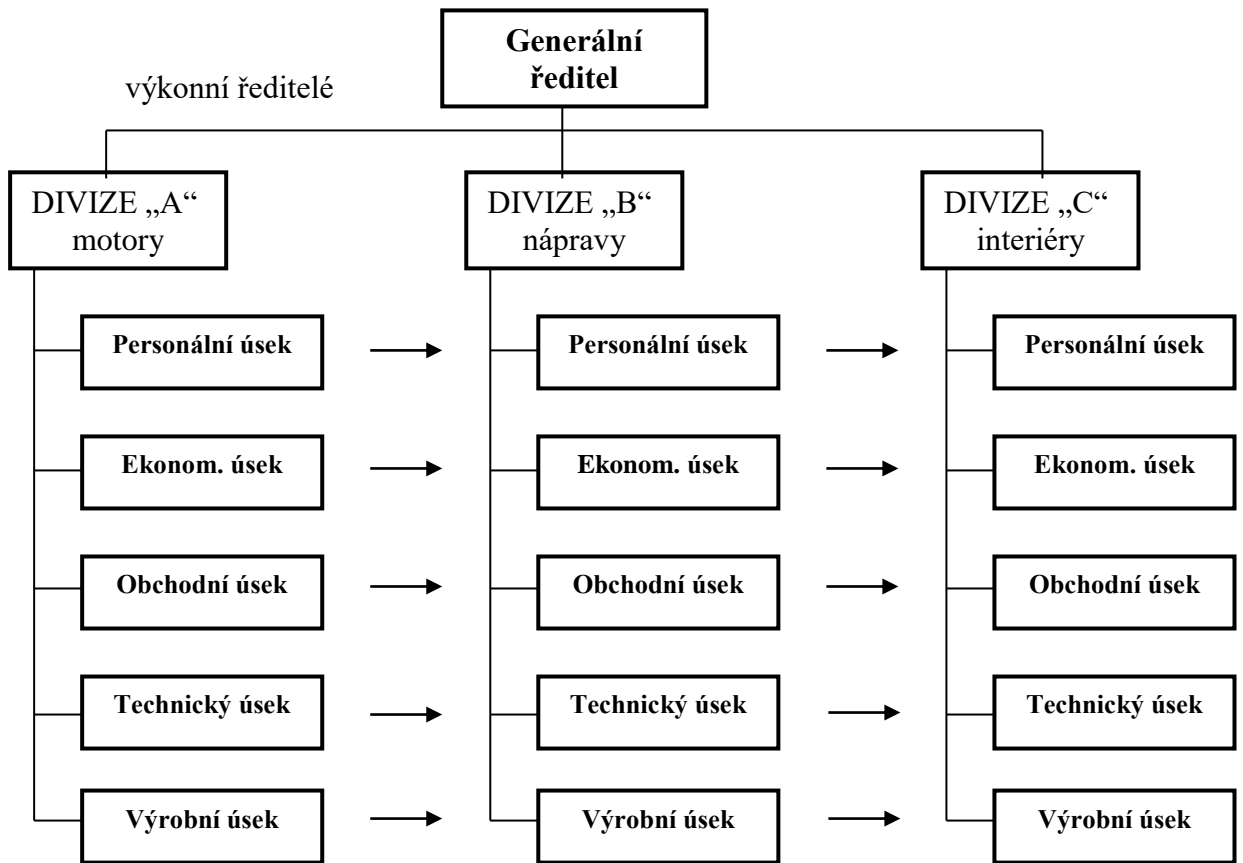 Generální
ředitel
výkonní ředitelé
DIVIZE „A“
motory
DIVIZE „B“
nápravy
DIVIZE „C“
interiéry
Personální úsek
Personální úsek
Personální úsek
Ekonom. úsek
Ekonom. úsek
Ekonom. úsek
Obchodní úsek
Obchodní úsek
Obchodní úsek
Technický úsek
Technický úsek
Technický úsek
Výrobní úsek
Výrobní úsek
Výrobní úsek